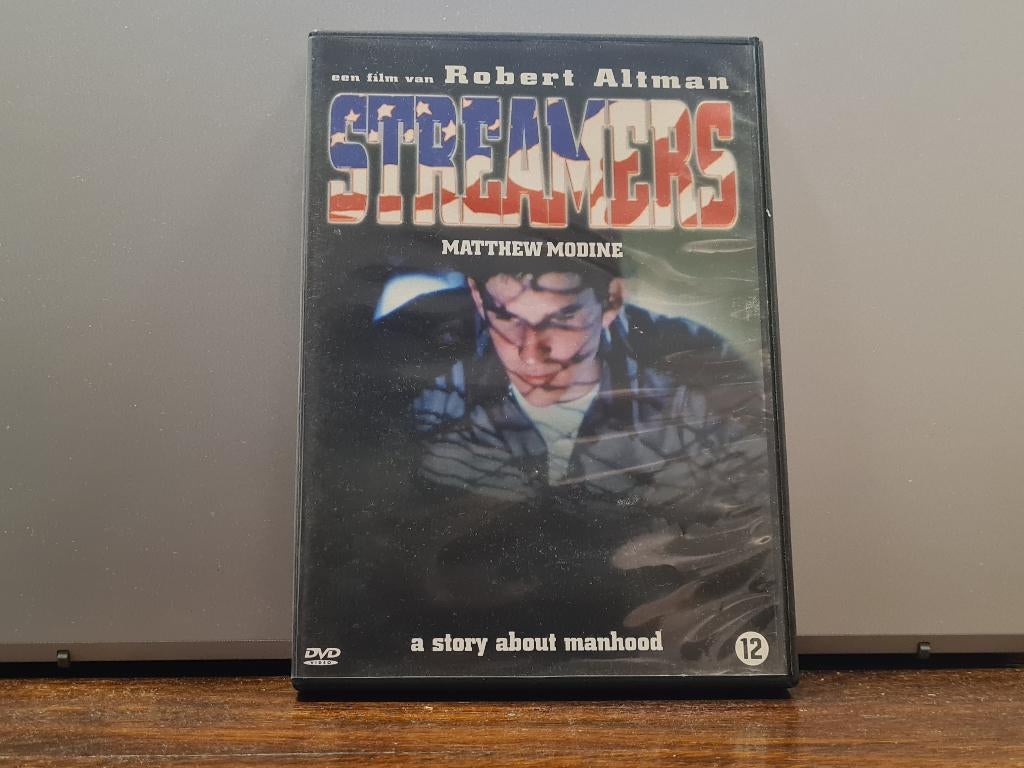 een film van Robert Altman
STREAMERS
MATTHEW MODINE
a story about manhood
DVD
VIDEO
12